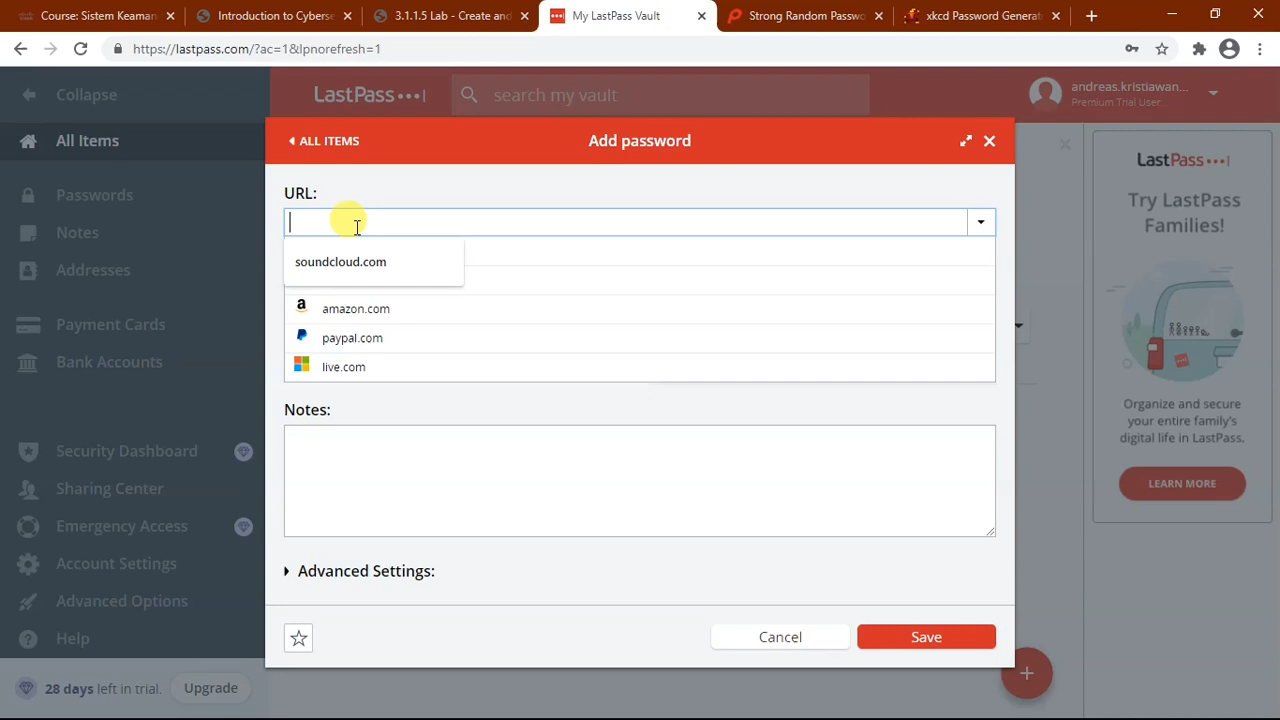 Course: Sistem Keaman
Introduction to Cyberse
3.1.1.5 Lab - Create and
My LastPass Vault
Strong Random Passwo
xkcd Password Generat
https://lastpass.com/?ac=1&lpnorefresh=1
Collapse
LastPass
search my vault
andreas.kristiawan...
Premium Trial User
All Items
Passwords
Notes
Addresses
Payment Cards
Bank Accounts
Security Dashboard
Sharing Center
Emergency Access
Account Settings
Advanced Options
Help
28 days left in trial.
Upgrade
ALL ITEMS
Add password
URL:
soundcloud.com
amazon.com
paypal.com
live.com
Notes:
Advanced Settings:
Cancel
Save
LastPass
Try LastPass
Families!
Organize and secure
your entire family's
digital life in LastPass.
LEARN MORE